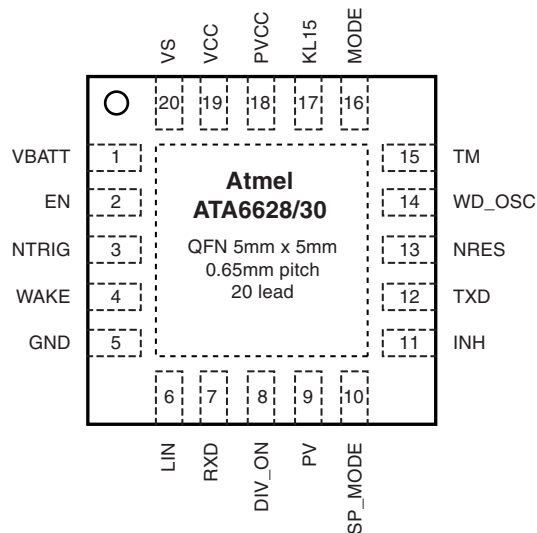 VS
VCC
PVCC
KL15
MODE
20
19
18
17
16
VBATT
1
EN
2
NTRIG
3
WAKE
4
GND
5
Atmel
ATA6628/30
QFN 5mm x 5mm
0.65mm pitch
20 lead
15
TM
14
WD_OSC
13
NRES
12
TXD
11
INH
6
7
8
9
10
LIN
RXD
DIV_ON
PV
SP_MODE